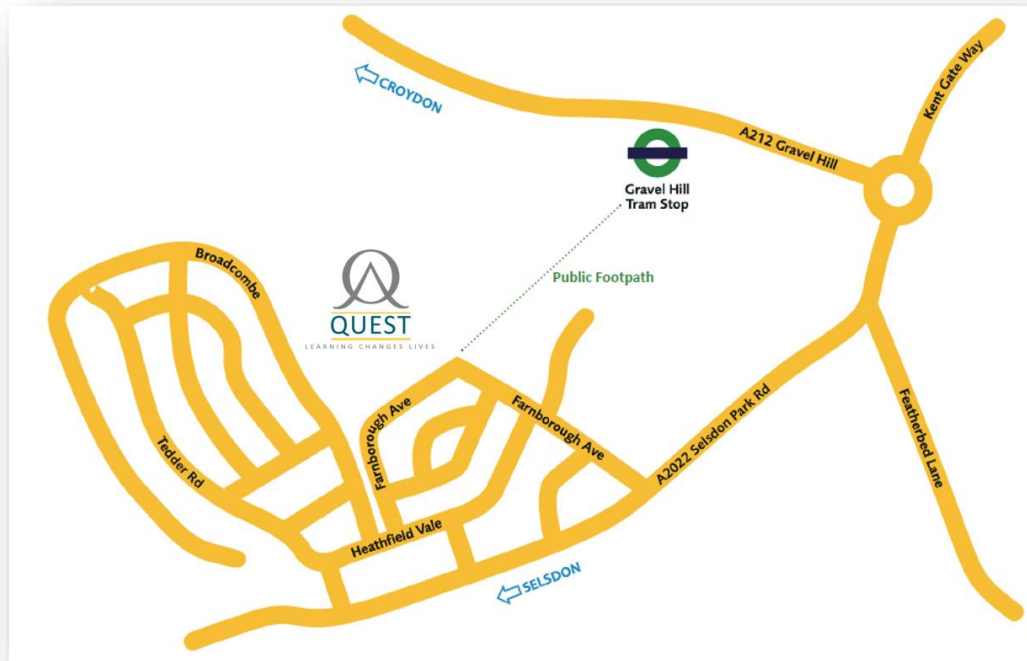 CROYDON
Kent Gate Way
A212 Gravel Hill
Gravel Hill
Tram Stop
Broadcombe
QUEST
LEARNING CHANGES LIVES
Public Footpath
Farnborough Ave
Farnborough Ave
A2022 Selsdon Park Rd
Featherbed Lane
Tedder Rd
Heathfield Vale
SELSDON